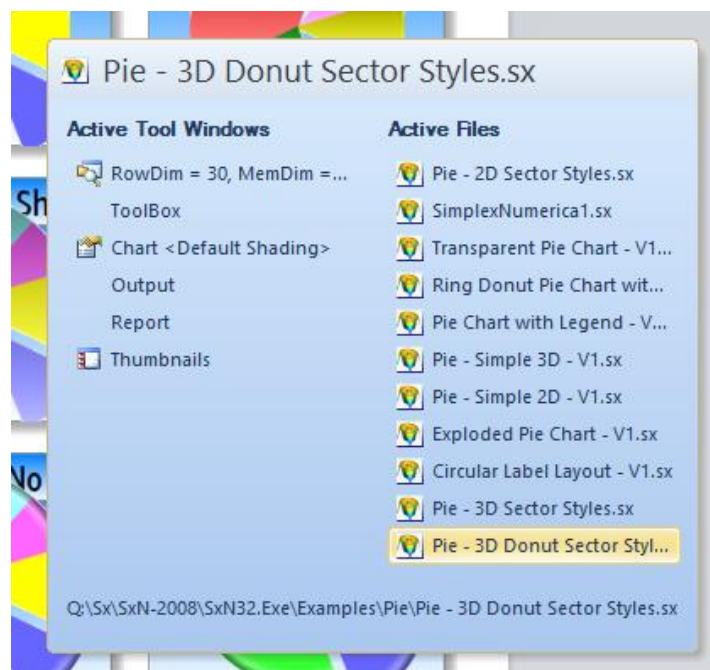 Pie - 3D Donut Sector Styles.sx
Active Tool Windows
RowDim = 30, MemDim =...
ToolBox
Chart <Default Shading>
Output
Report
Thumbnails
Active Files
Pie - 2D Sector Styles.sx
SimplexNumerica1.sx
Transparent Pie Chart - V1...
Ring Donut Pie Chart wit...
Pie Chart with Legend - V...
Pie - Simple 3D - V1.sx
Pie - Simple 2D - V1.sx
Exploded Pie Chart - V1.sx
Circular Label Layout - V1.sx
Pie - 3D Sector Styles.sx
Pie - 3D Donut Sector Styl...
Q:\Sx\SxN-2008\SxN32.Exe\Examples\Pie\Pie - 3D Donut Sector Styles.sx
Sh
No